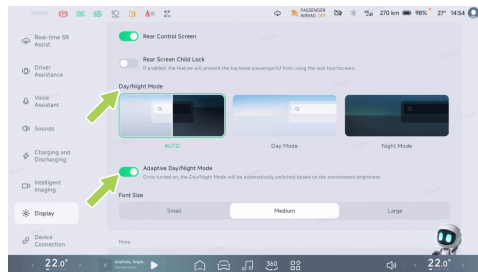 READY
PASSENGER
AIRBAG OFF
270 km
98%
27°
14:54
Real-time SR
Assist
Driver
Assistance
Voice
Assistant
Sounds
Charging and
Discharging
Intelligent
Imaging
Display
Device
Connection
Rear Control Screen
Rear Screen Child Lock
If enabled, the feature will prevent the backseat passenger(s) from using the rear touchscreen.
Day/Night Mode
AUTO
Day Mode
Night Mode
Adaptive Day/Night Mode
Once turned on, the Day/Night Mode will be automatically switched based on the environment brightness
Font Size
Small
Medium
Large
More
22.0°
360
22.0°